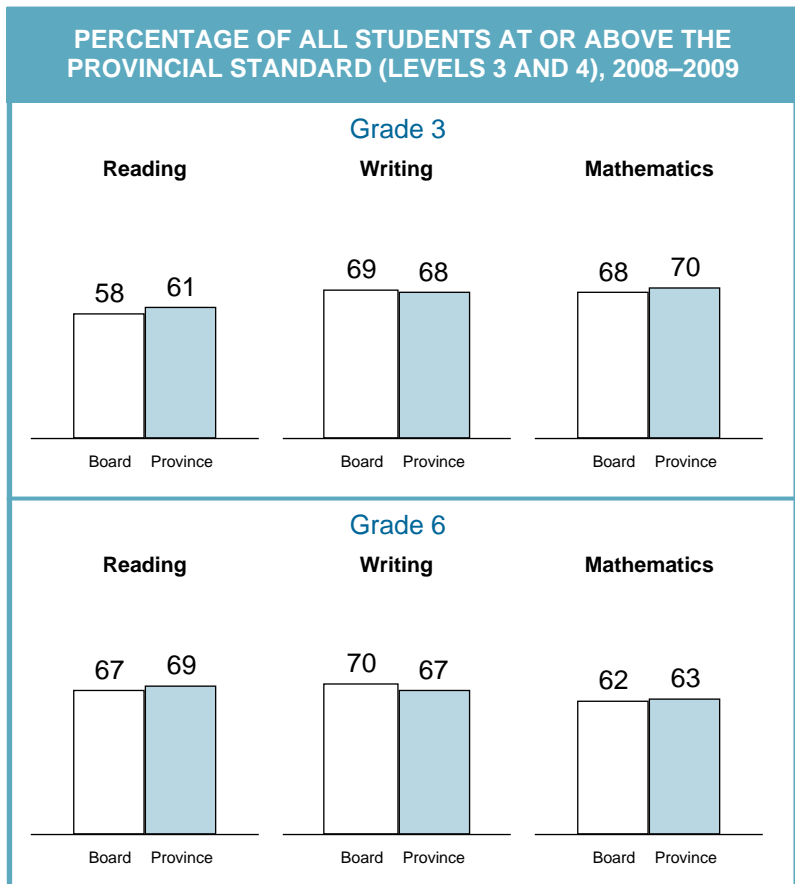 PERCENTAGE OF ALL STUDENTS AT OR ABOVE THE
PROVINCIAL STANDARD (LEVELS 3 AND 4), 2008–2009
Grade 3
Reading Writing Mathematics
58 61 69 68 68 70
Board Province Board Province Board Province
Grade 6
Reading Writing Mathematics
67 69 70 67 62 63
Board Province Board Province Board Province